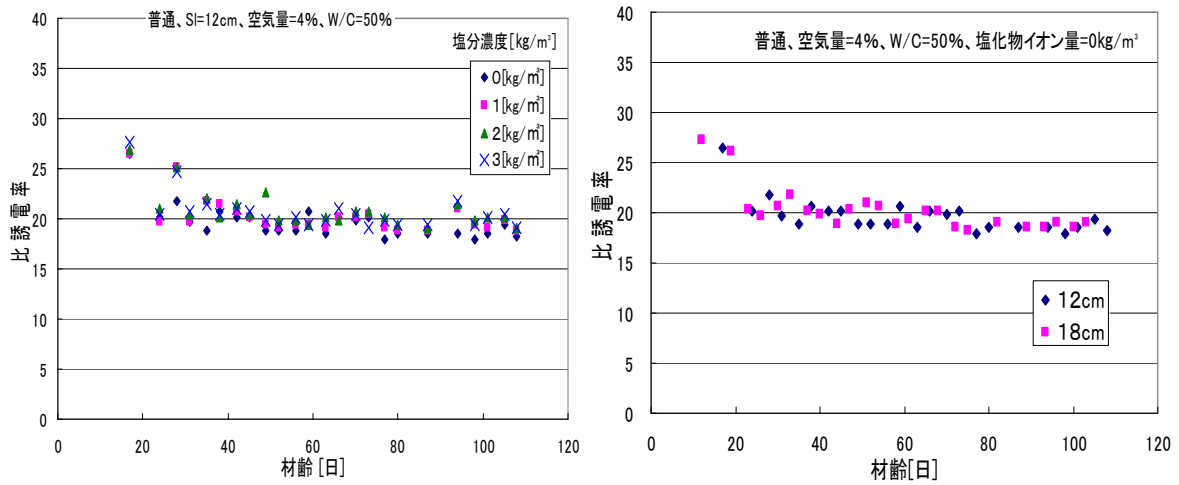 普通、Sl=12cm、空気量=4%、W/C=50%
塩分濃度[kg/m³]
0[kg/m³]
1[kg/m³]
2[kg/m³]
3[kg/m³]
比誘電率
40
35
30
25
20
15
10
5
0
0 20 40 60 80 100 120
材齢[日]
普通、空気量=4%、W/C=50%、塩化物イオン量=0kg/m³
12cm
18cm
比誘電率
40
35
30
25
20
15
10
5
0
0 20 40 60 80 100 120
材齢[日]